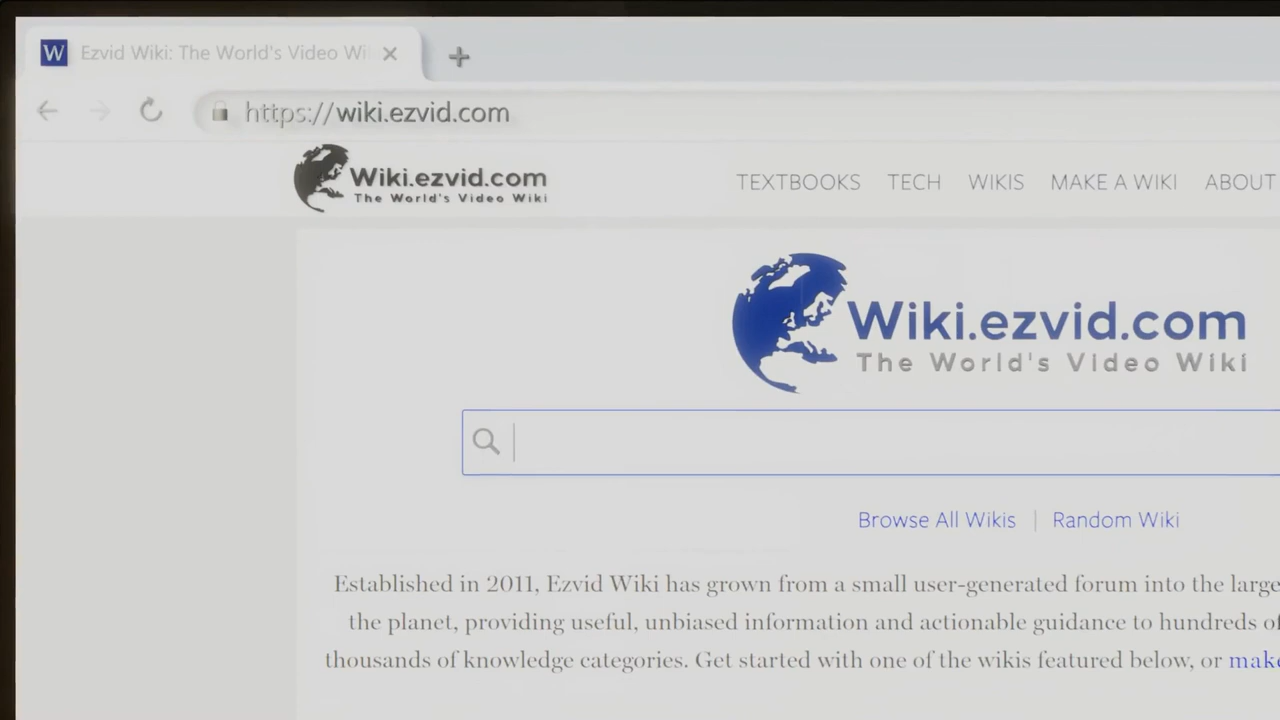 W Ezvid Wiki: The World's Video Wi
https://wiki.ezvid.com
Wiki.ezvid.com
The World's Video Wiki
TEXTBOOKS TECH WIKIS MAKE A WIKI ABOUT
Wiki.ezvid.com
The World's Video Wiki
Browse All Wikis | Random Wiki
Established in 2011, Ezvid Wiki has grown from a small user-generated forum into the large
the planet, providing useful, unbiased information and actionable guidance to hundreds of
thousands of knowledge categories. Get started with one of the wikis featured below, or make